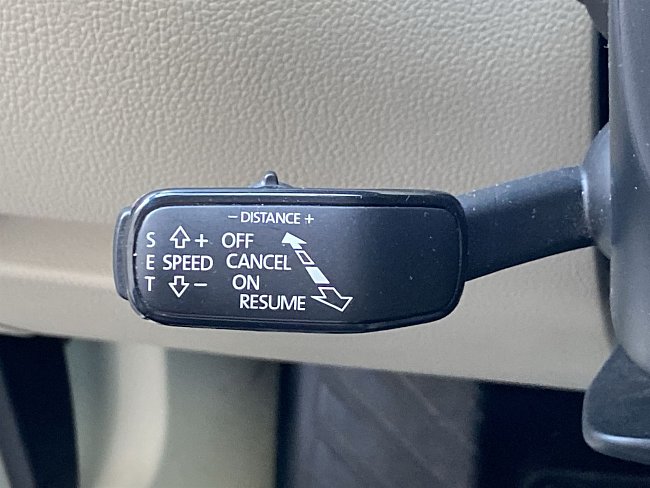 − DISTANCE +
S + OFF
E SPEED CANCEL
T − ON
RESUME